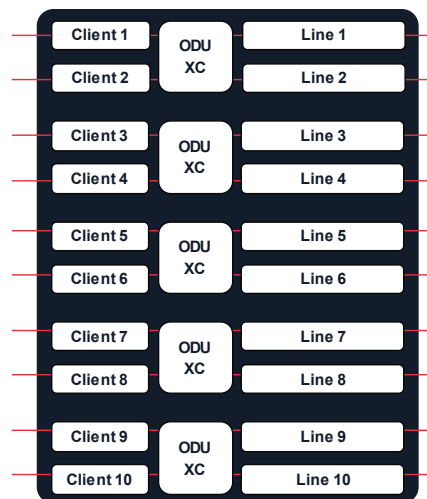 Client 1
ODU
XC
Line 1
Client 2
Line 2
Client 3
ODU
XC
Line 3
Client 4
Line 4
Client 5
ODU
XC
Line 5
Client 6
Line 6
Client 7
ODU
XC
Line 7
Client 8
Line 8
Client 9
ODU
XC
Line 9
Client 10
Line 10